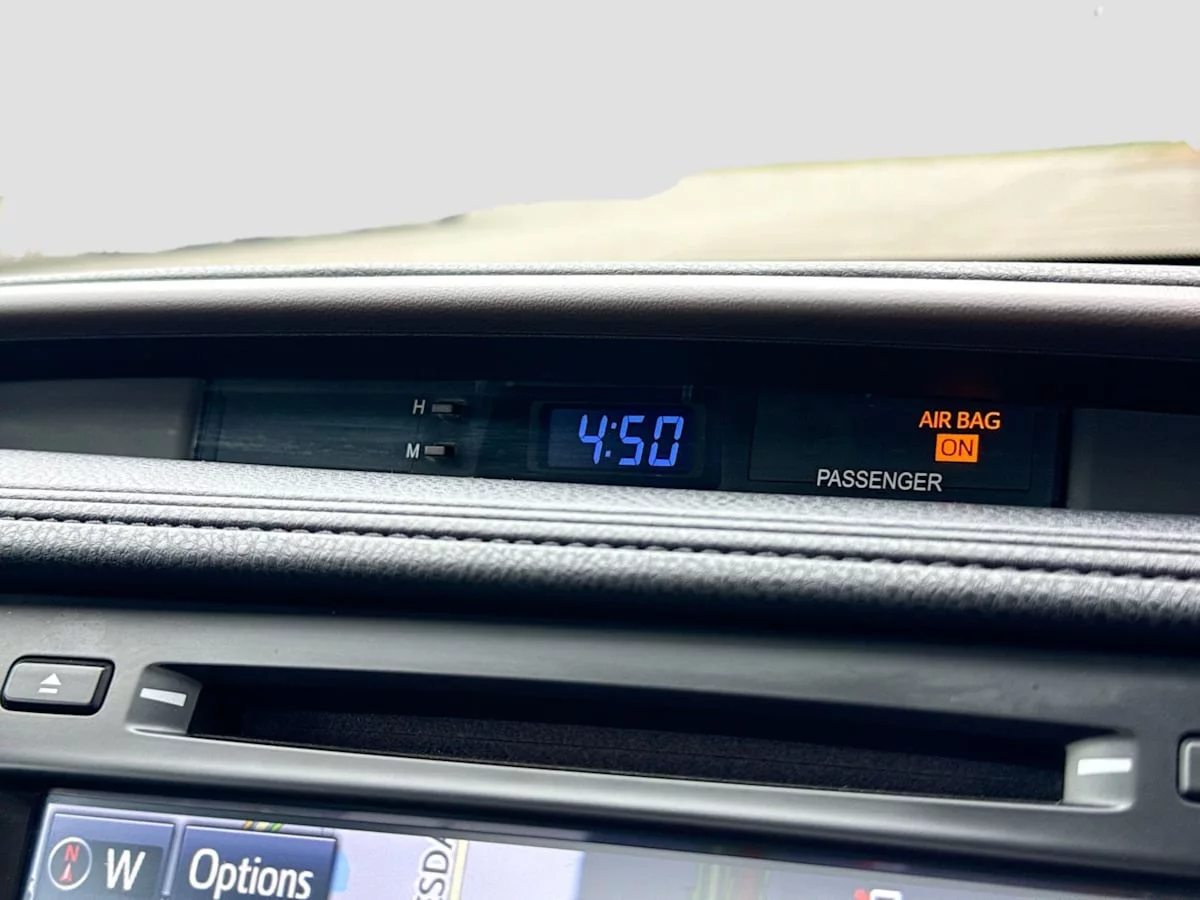 H
M
4:50
AIR BAG
ON
PASSENGER
N
W
Options